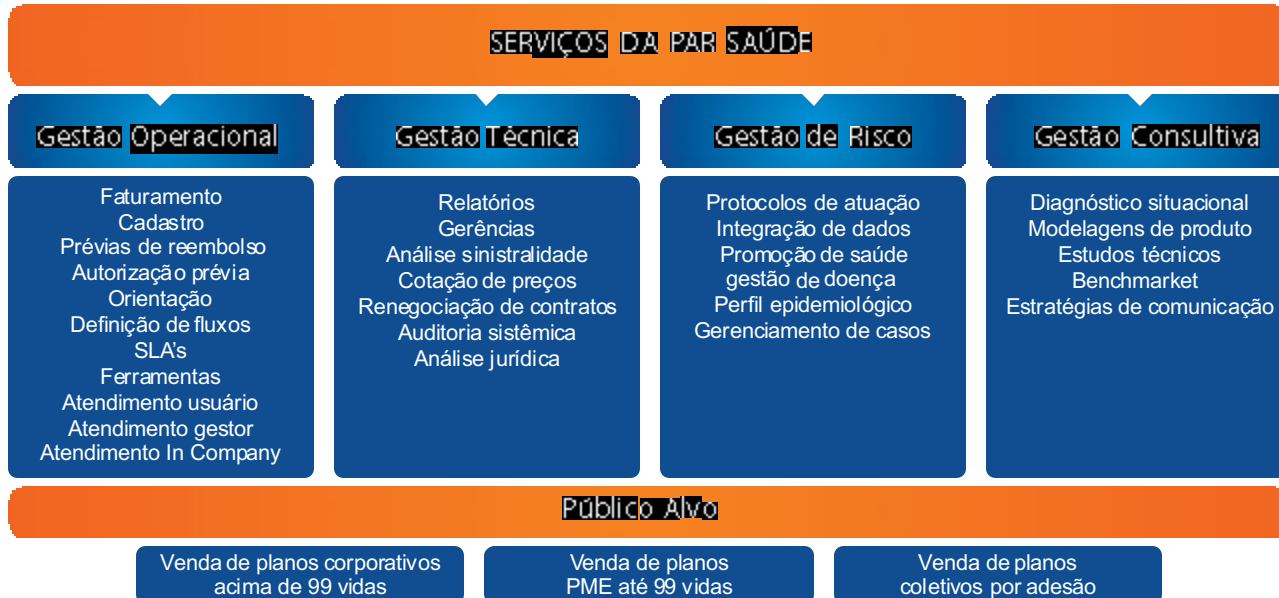 SERVIÇOS DA PAR SAÚDE
Gestão Operacional
Faturamento
Cadastro
Prévias de reembolso
Autorização prévia
Orientação
Definição de fluxos
SLA's
Ferramentas
Atendimento usuário
Atendimento gestor
Atendimento In Company
Gestão Técnica
Relatórios
Gerências
Análise sinistralidade
Cotação de preços
Renegociação de contratos
Auditoria sistêmica
Análise jurídica
Gestão de Risco
Protocolos de atuação
Integração de dados
Promoção de saúde
gestão de doença
Perfil epidemiológico
Gerenciamento de casos
Gestão Consultiva
Diagnóstico situacional
Modelagens de produto
Estudos técnicos
Benchmarket
Estratégias de comunicação
Público Alvo
Venda de planos corporativos
acima de 99 vidas
Venda de planos
PME até 99 vidas
Venda de planos
coletivos por adesão